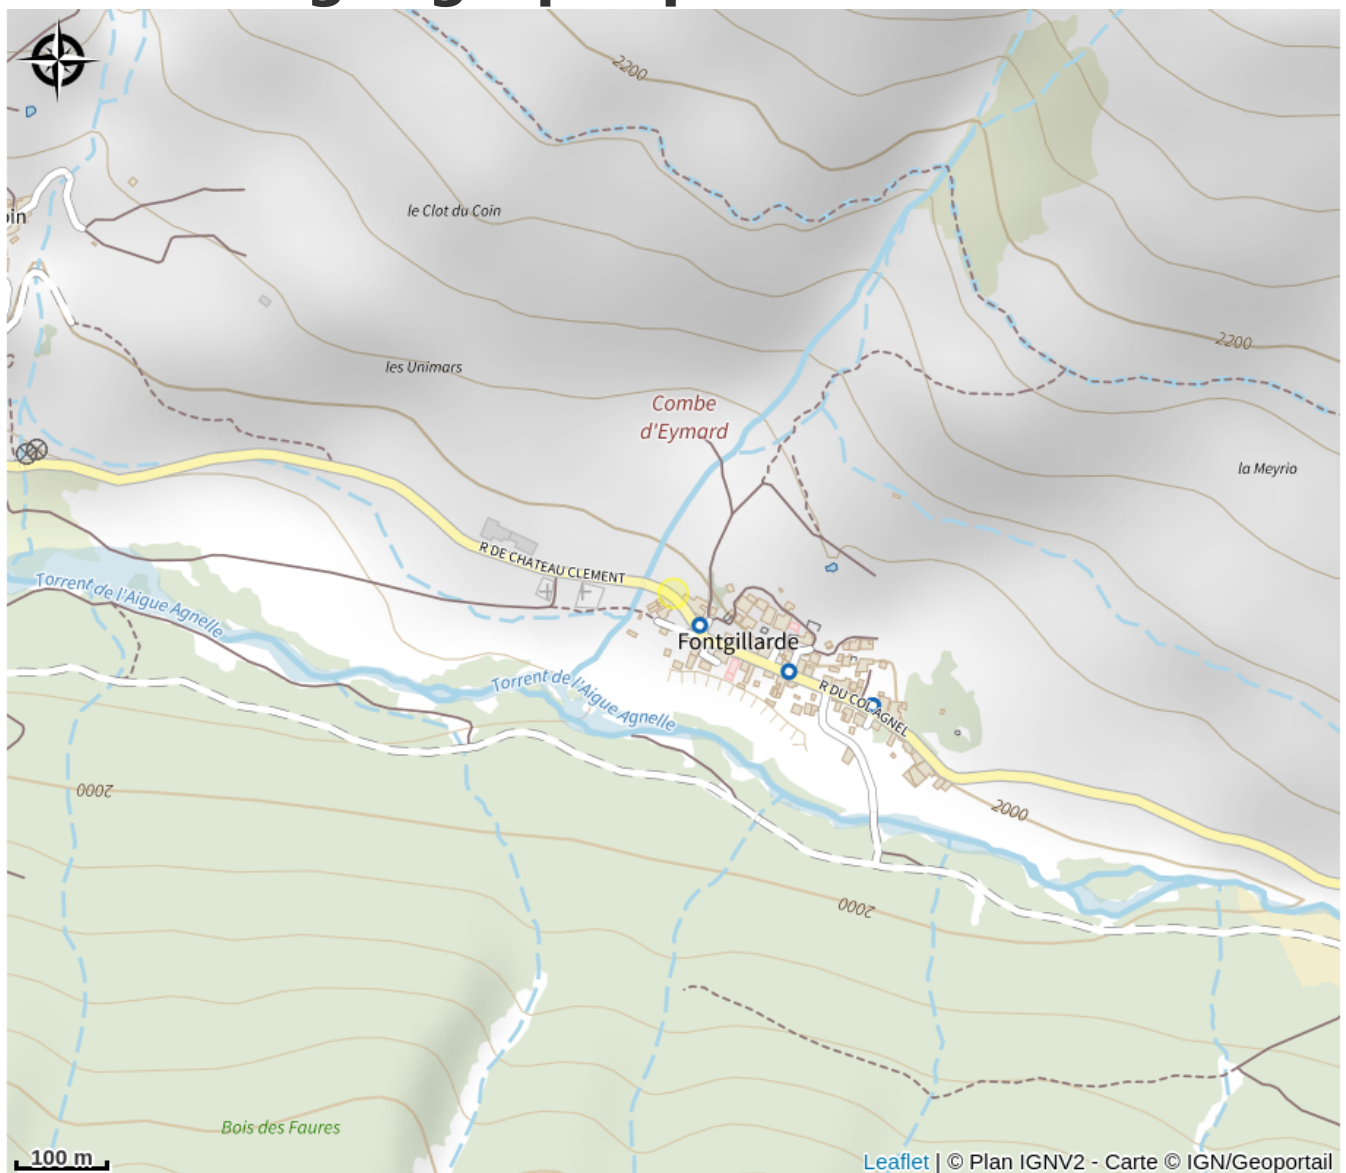 2200
oin
le Clot du Coin
2200
les Unimars
Combe
d'Eymard
la Meyrio
R DE CHATEAU CLEMENT
Torrent de l'Aigue Agnelle
Fontgillarde
Torrent de l'Aigue Agnelle
R DU COL AGNEL
2000
2000
2000
Bois des Faures
100 m
Leaflet | © Plan IGNV2 - Carte © IGN/Geoportail